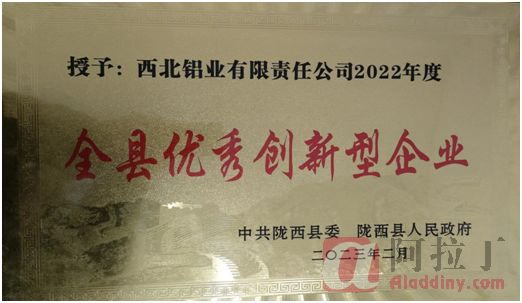 授予：西北铝业有限责任公司2022年度
全县优秀创新型企业
中共陇西县委 陇西县人民政府
二〇二三年二月
阿拉丁
Aladdiny.com